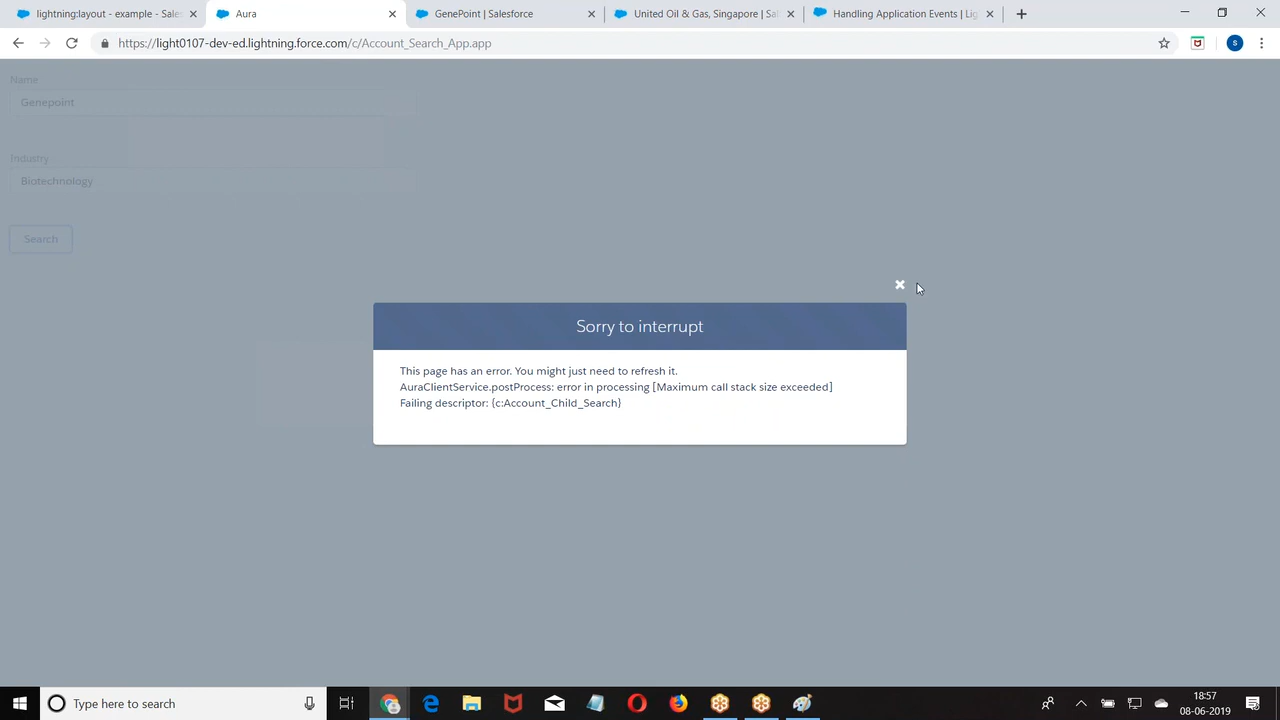 lightning:layout - example - Sales
Aura
GenePoint | Salesforce
United Oil & Gas, Singapore | Sal
Handling Application Events | Lig
https://light0107-dev-ed.lightning.force.com/c/Account_Search_App.app
S
Name
Genepoint
Industry
Biotechnology
Search
Sorry to interrupt
This page has an error. You might just need to refresh it.
AuraClientService.postProcess: error in processing [Maximum call stack size exceeded]
Failing descriptor: {c:Account_Child_Search}
Type here to search
18:57
08-06-2019